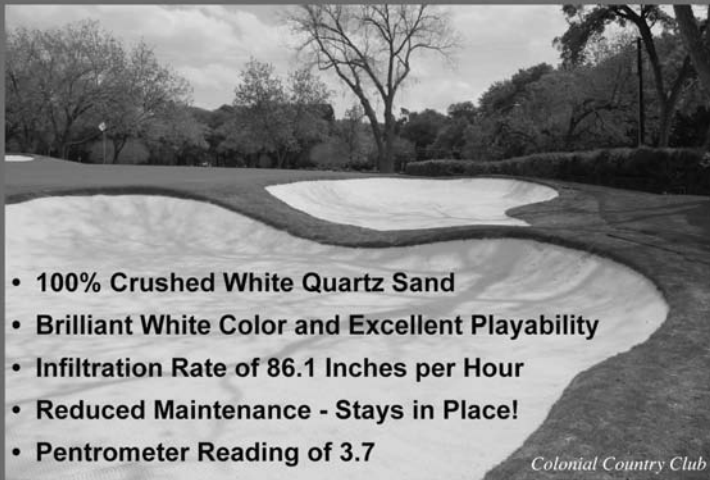 • 100% Crushed White Quartz Sand
• Brilliant White Color and Excellent Playability
• Infiltration Rate of 86.1 Inches per Hour
• Reduced Maintenance - Stays in Place!
• Pentrometer Reading of 3.7
Colonial Country Club